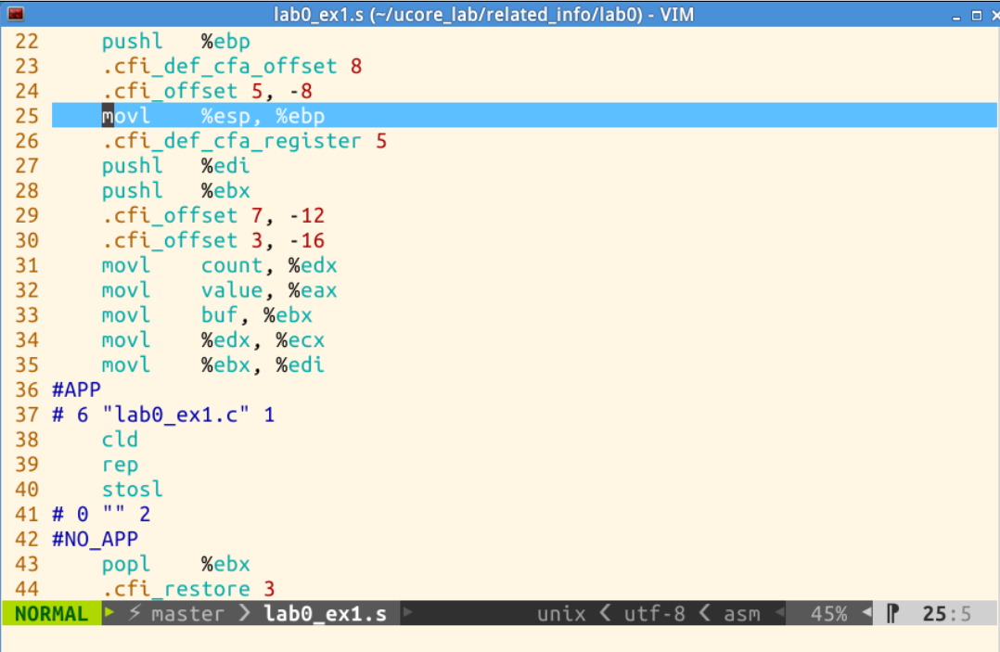 lab0_ex1.s (~/ucore_lab/related_info/lab0) - VIM
22 pushl %ebp
23 .cfi_def_cfa_offset 8
24 .cfi_offset 5, -8
25 movl %esp, %ebp
26 .cfi_def_cfa_register 5
27 pushl %edi
28 pushl %ebx
29 .cfi_offset 7, -12
30 .cfi_offset 3, -16
31 movl count, %edx
32 movl value, %eax
33 movl buf, %ebx
34 movl %edx, %ecx
35 movl %ebx, %edi
36 #APP
37 # 6 "lab0_ex1.c" 1
38 cld
39 rep
40 stosl
41 # 0 "" 2
42 #NO_APP
43 popl %ebx
44 .cfi_restore 3
NORMAL master lab0_ex1.s unix utf-8 asm 45% 25:5